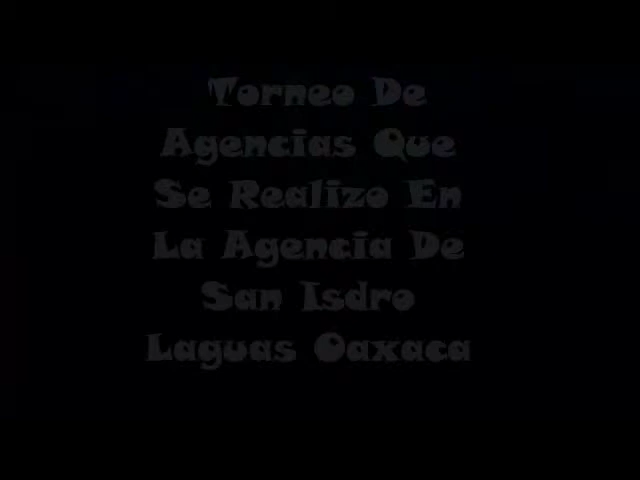 Torneo De
Agencias Que
Se Realizo En
La Agencia De
San Isdro
Laguas Oaxaca